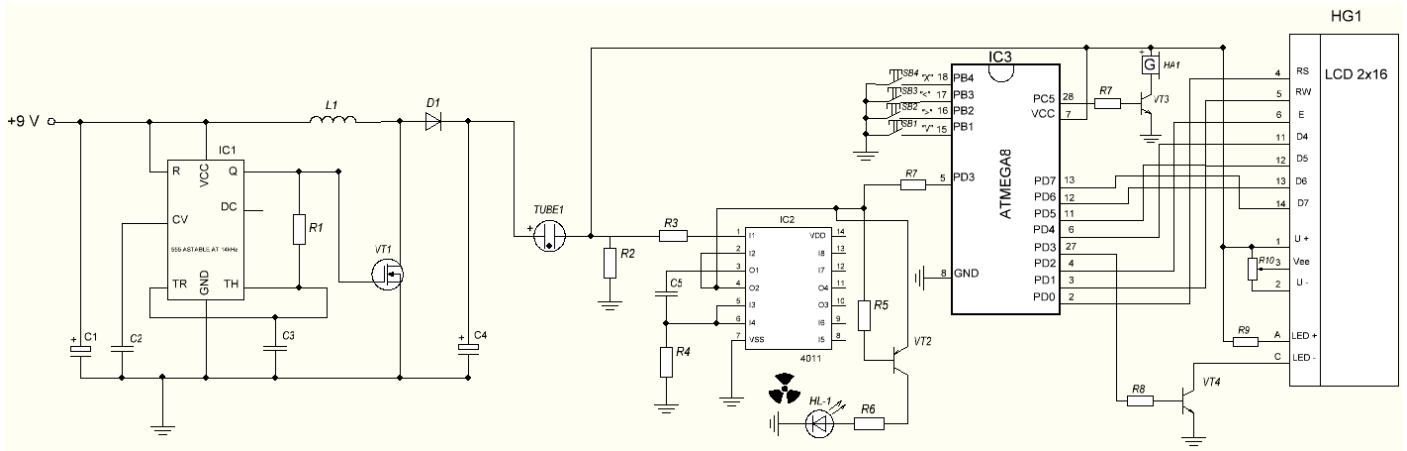 HG1
LCD 2x16
4 RS
5 RW
6 E
11 D4
12 D5
13 D6
14 D7
1 U +
3 Vee
2 U -
A LED +
C LED -
+9 V
L1
D1
IC1
R
VCC
Q
DC
CV
555 ASTABLE AT 14kHz
TR
GND
TH
R1
VT1
C1
C2
C3
C4
TUBE1
R2
R3
C5
R4
IC2
1 I1
2 I2
3 O1
4 O2
5 I3
6 I4
7 VSS
VDD 14
I8 13
I7 12
O4 11
O3 10
I6 9
I5 8
4011
R5
VT2
R6
HL-1
R7
IC3
ATMEGA8
SB4 "X" 18 PB4
SB3 "<" 17 PB3
SB2 ">" 16 PB2
SB1 "V" 15 PB1
5 PD3
8 GND
PC5 28
VCC 7
PD7 13
PD6 12
PD5 11
PD4 6
PD3 27
PD2 4
PD1 3
PD0 2
R7
+
G
HA1
VT3
R10
R9
R8
VT4
+
+
+